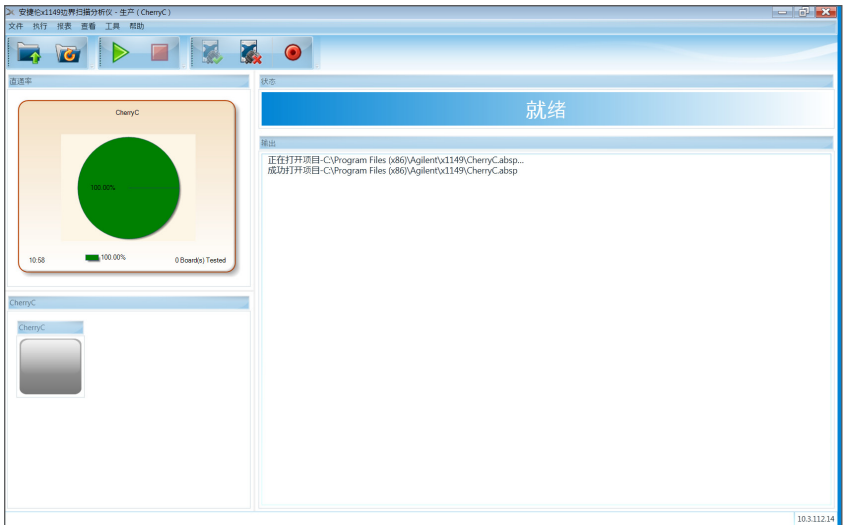 安捷伦x1149边界扫描分析仪 - 生产 ( CherryC )
文件 执行 报表 查看 工具 帮助
直通率
CherryC
100.00%
10:58
100.00%
0 Board(s) Tested
CherryC
CherryC
状态
就绪
输出
正在打开项目-C:\Program Files (x86)\Agilent\x1149\CherryC.absp...
成功打开项目-C:\Program Files (x86)\Agilent\x1149\CherryC.absp
10.3.112.14